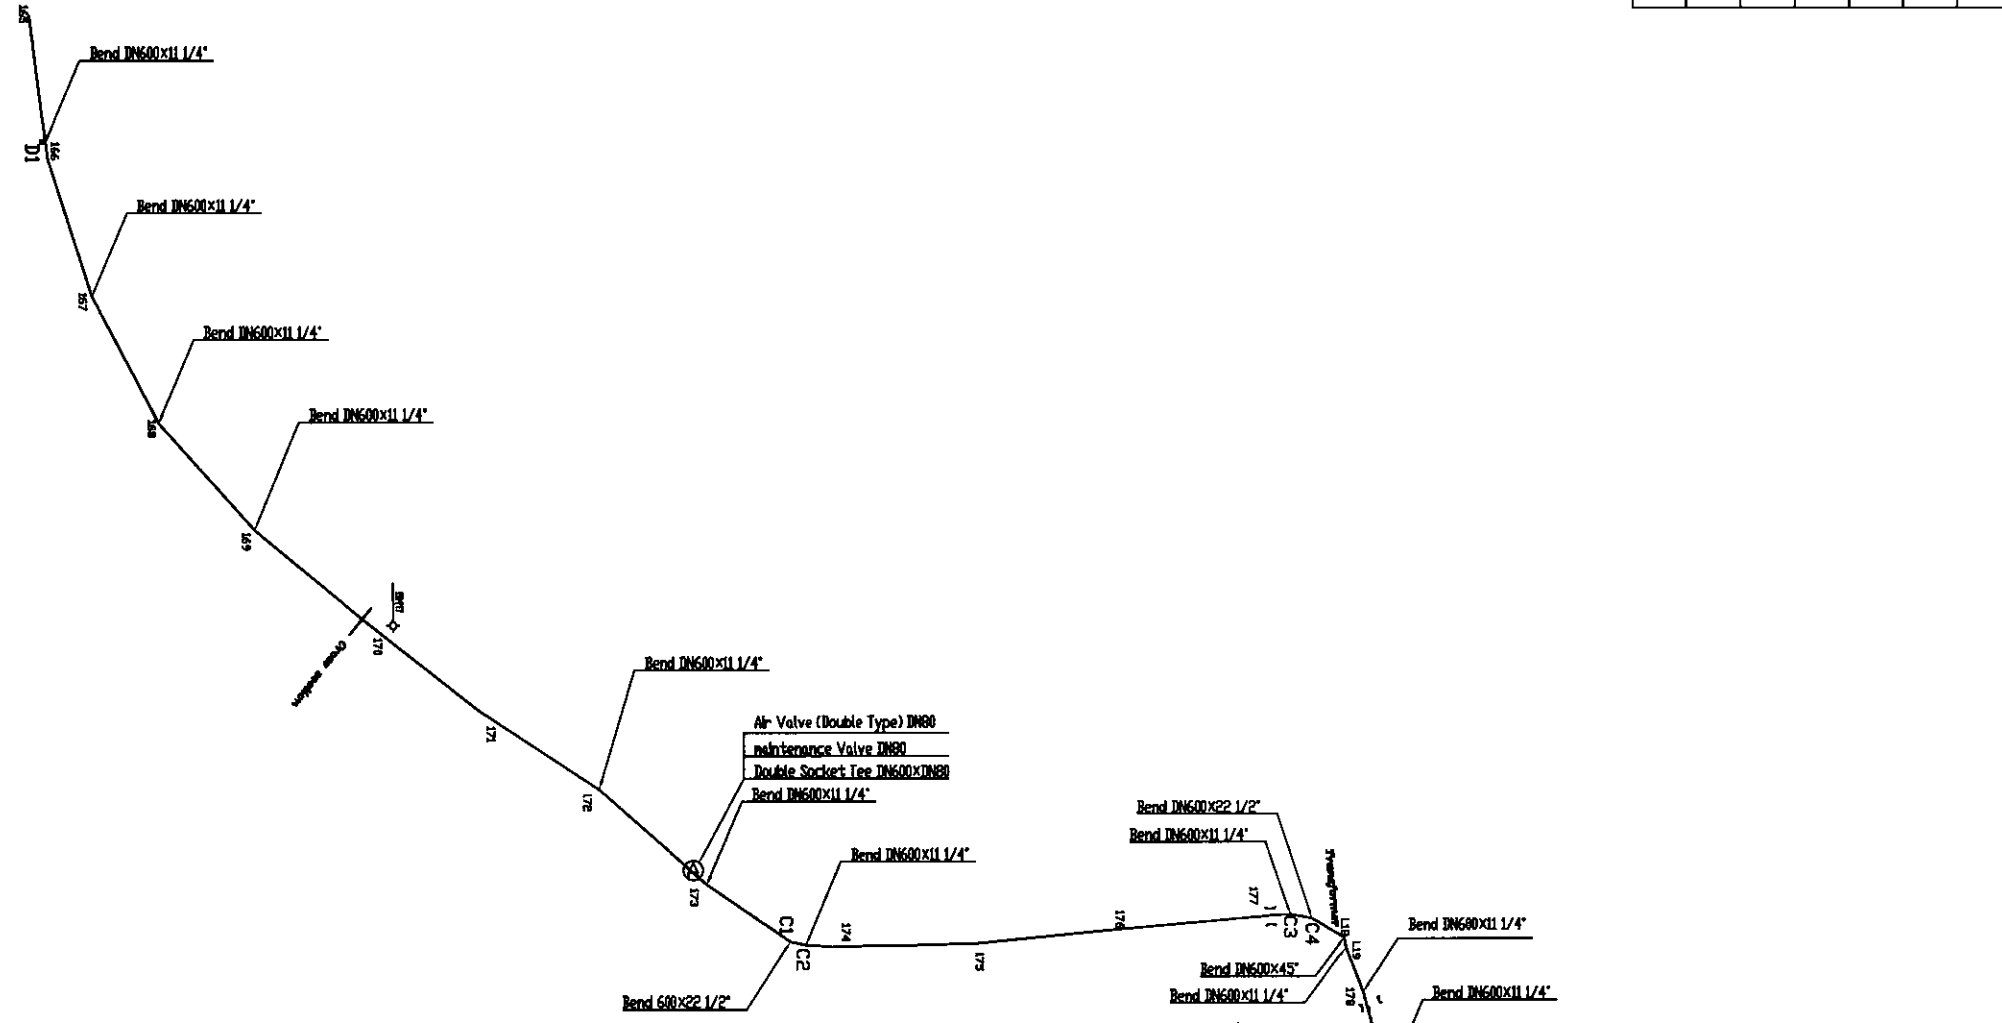 165
Bend DN600×11 1/4"
D1
166
Bend DN600×11 1/4"
167
Bend DN600×11 1/4"
168
Bend DN600×11 1/4"
169
170
Cross section
171
Bend DN600×11 1/4"
172
Air Valve (Double Type) DN80
maintenance Valve DN80
Double Socket Tee DN600×DN80
Bend DN600×11 1/4"
A
173
Bend DN600×11 1/4"
C1
C2
174
Bend 600×22 1/2"
175
176
Bend DN600×22 1/2"
Bend DN600×11 1/4"
177
C3
C4
Transformer
L18
L19
Bend DN600×11 1/4"
Bend DN600×45"
Bend DN600×11 1/4"
178
Bend DN600×11 1/4"